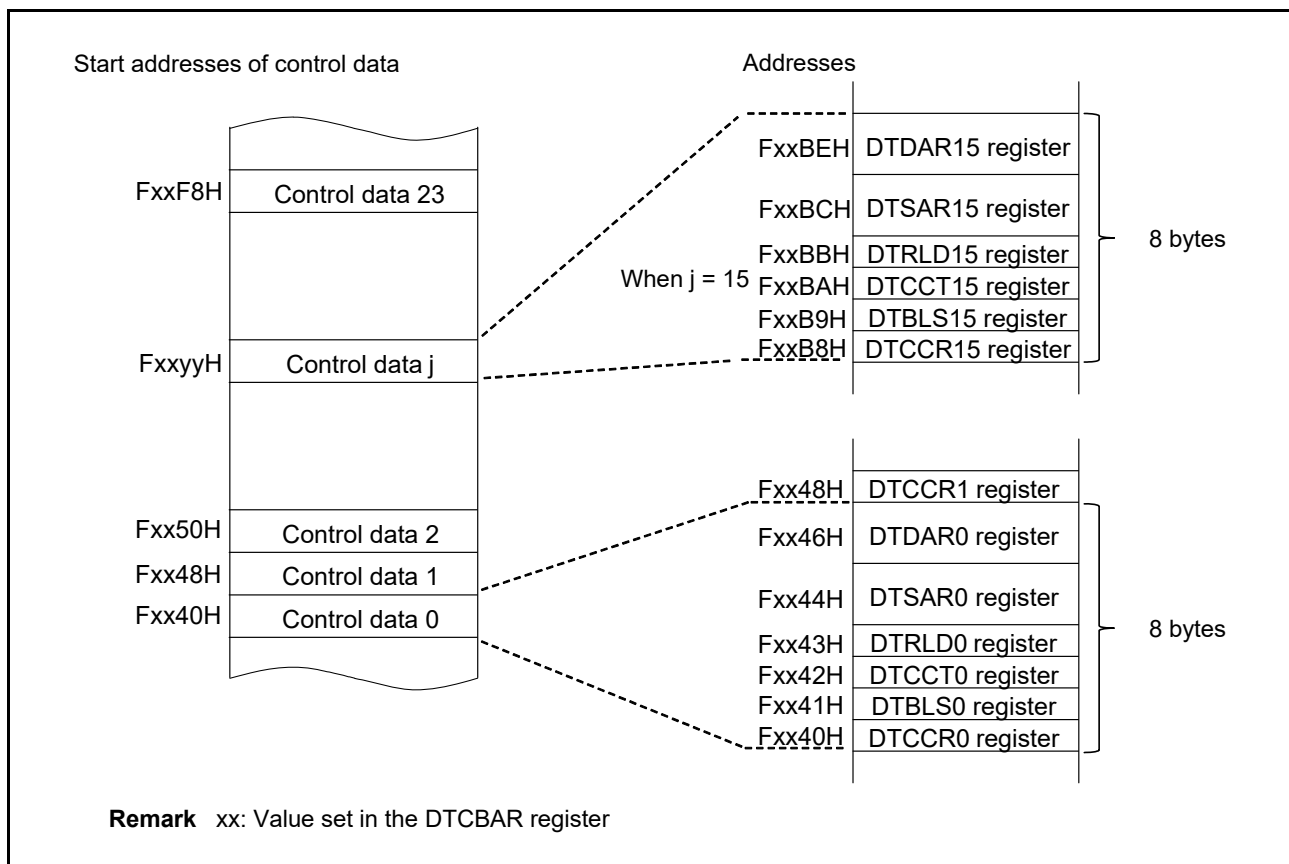 Start addresses of control data
FxxF8H Control data 23
FxxyyH Control data j
Fxx50H Control data 2
Fxx48H Control data 1
Fxx40H Control data 0
Addresses
FxxBEH DTDAR15 register
FxxBCH DTSAR15 register
FxxBBH DTRLD15 register
When j = 15 FxxBAH DTCCT15 register
FxxB9H DTBLS15 register
FxxB8H DTCCR15 register
8 bytes
Fxx48H DTCCR1 register
Fxx46H DTDAR0 register
Fxx44H DTSAR0 register
Fxx43H DTRLD0 register
Fxx42H DTCCT0 register
Fxx41H DTBLS0 register
Fxx40H DTCCR0 register
8 bytes
Remark xx: Value set in the DTCBAR register